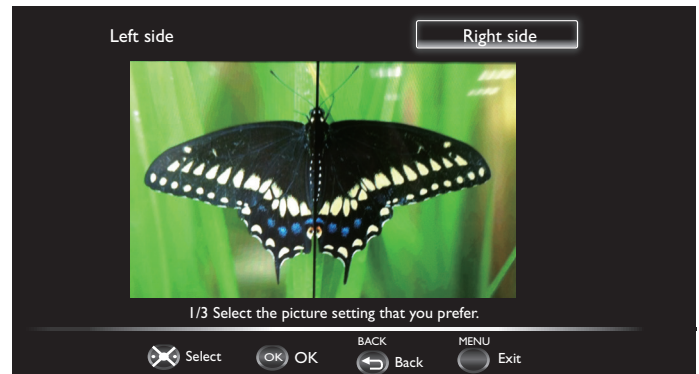 Left side Right side
1/3 Select the picture setting that you prefer.
BACK MENU
Select OK OK Back Exit